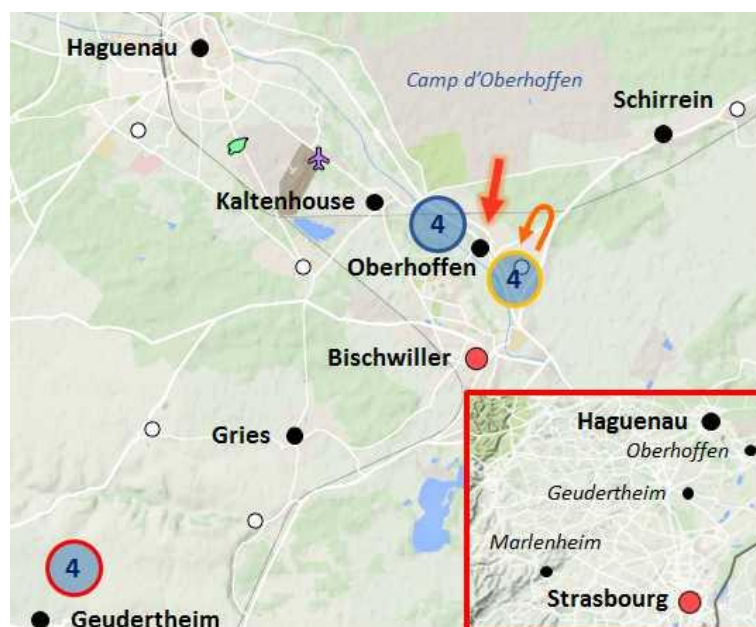 Haguenau
Camp d'Oberhoffen
Schirrein
Kaltenhouse
4
Oberhoffen
4
Bischwiller
Gries
4
Geudertheim
Haguenau
Oberhoffen
Geudertheim
Marlenheim
Strasbourg